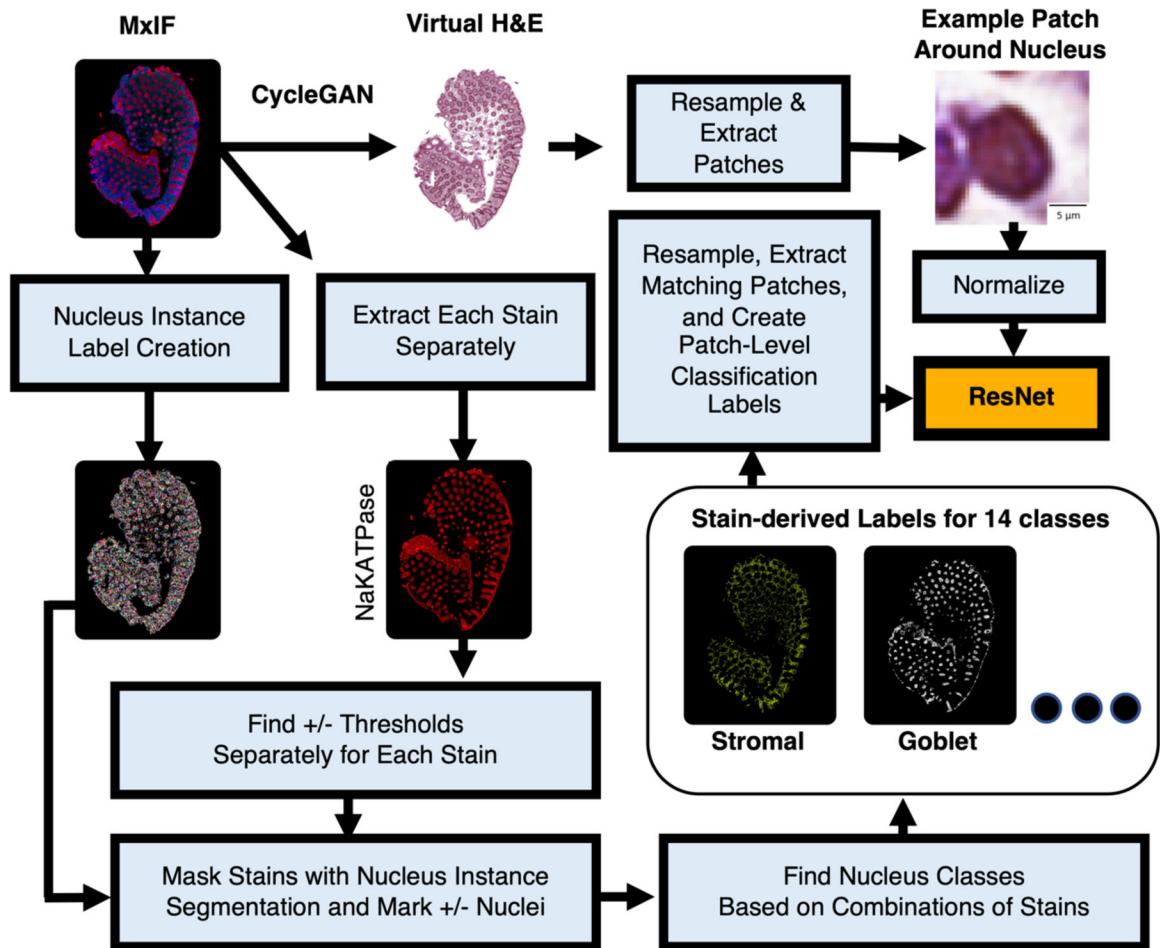 MxIF
Virtual H&E
Example Patch
Around Nucleus
CycleGAN
Resample &
Extract
Patches
5 µm
Nucleus Instance
Label Creation
Extract Each Stain
Separately
Resample, Extract
Matching Patches,
and Create
Patch-Level
Classification
Labels
Normalize
ResNet
NaKATPase
Stain-derived Labels for 14 classes
Stromal
Goblet
Find +/- Thresholds
Separately for Each Stain
Mask Stains with Nucleus Instance
Segmentation and Mark +/- Nuclei
Find Nucleus Classes
Based on Combinations of Stains